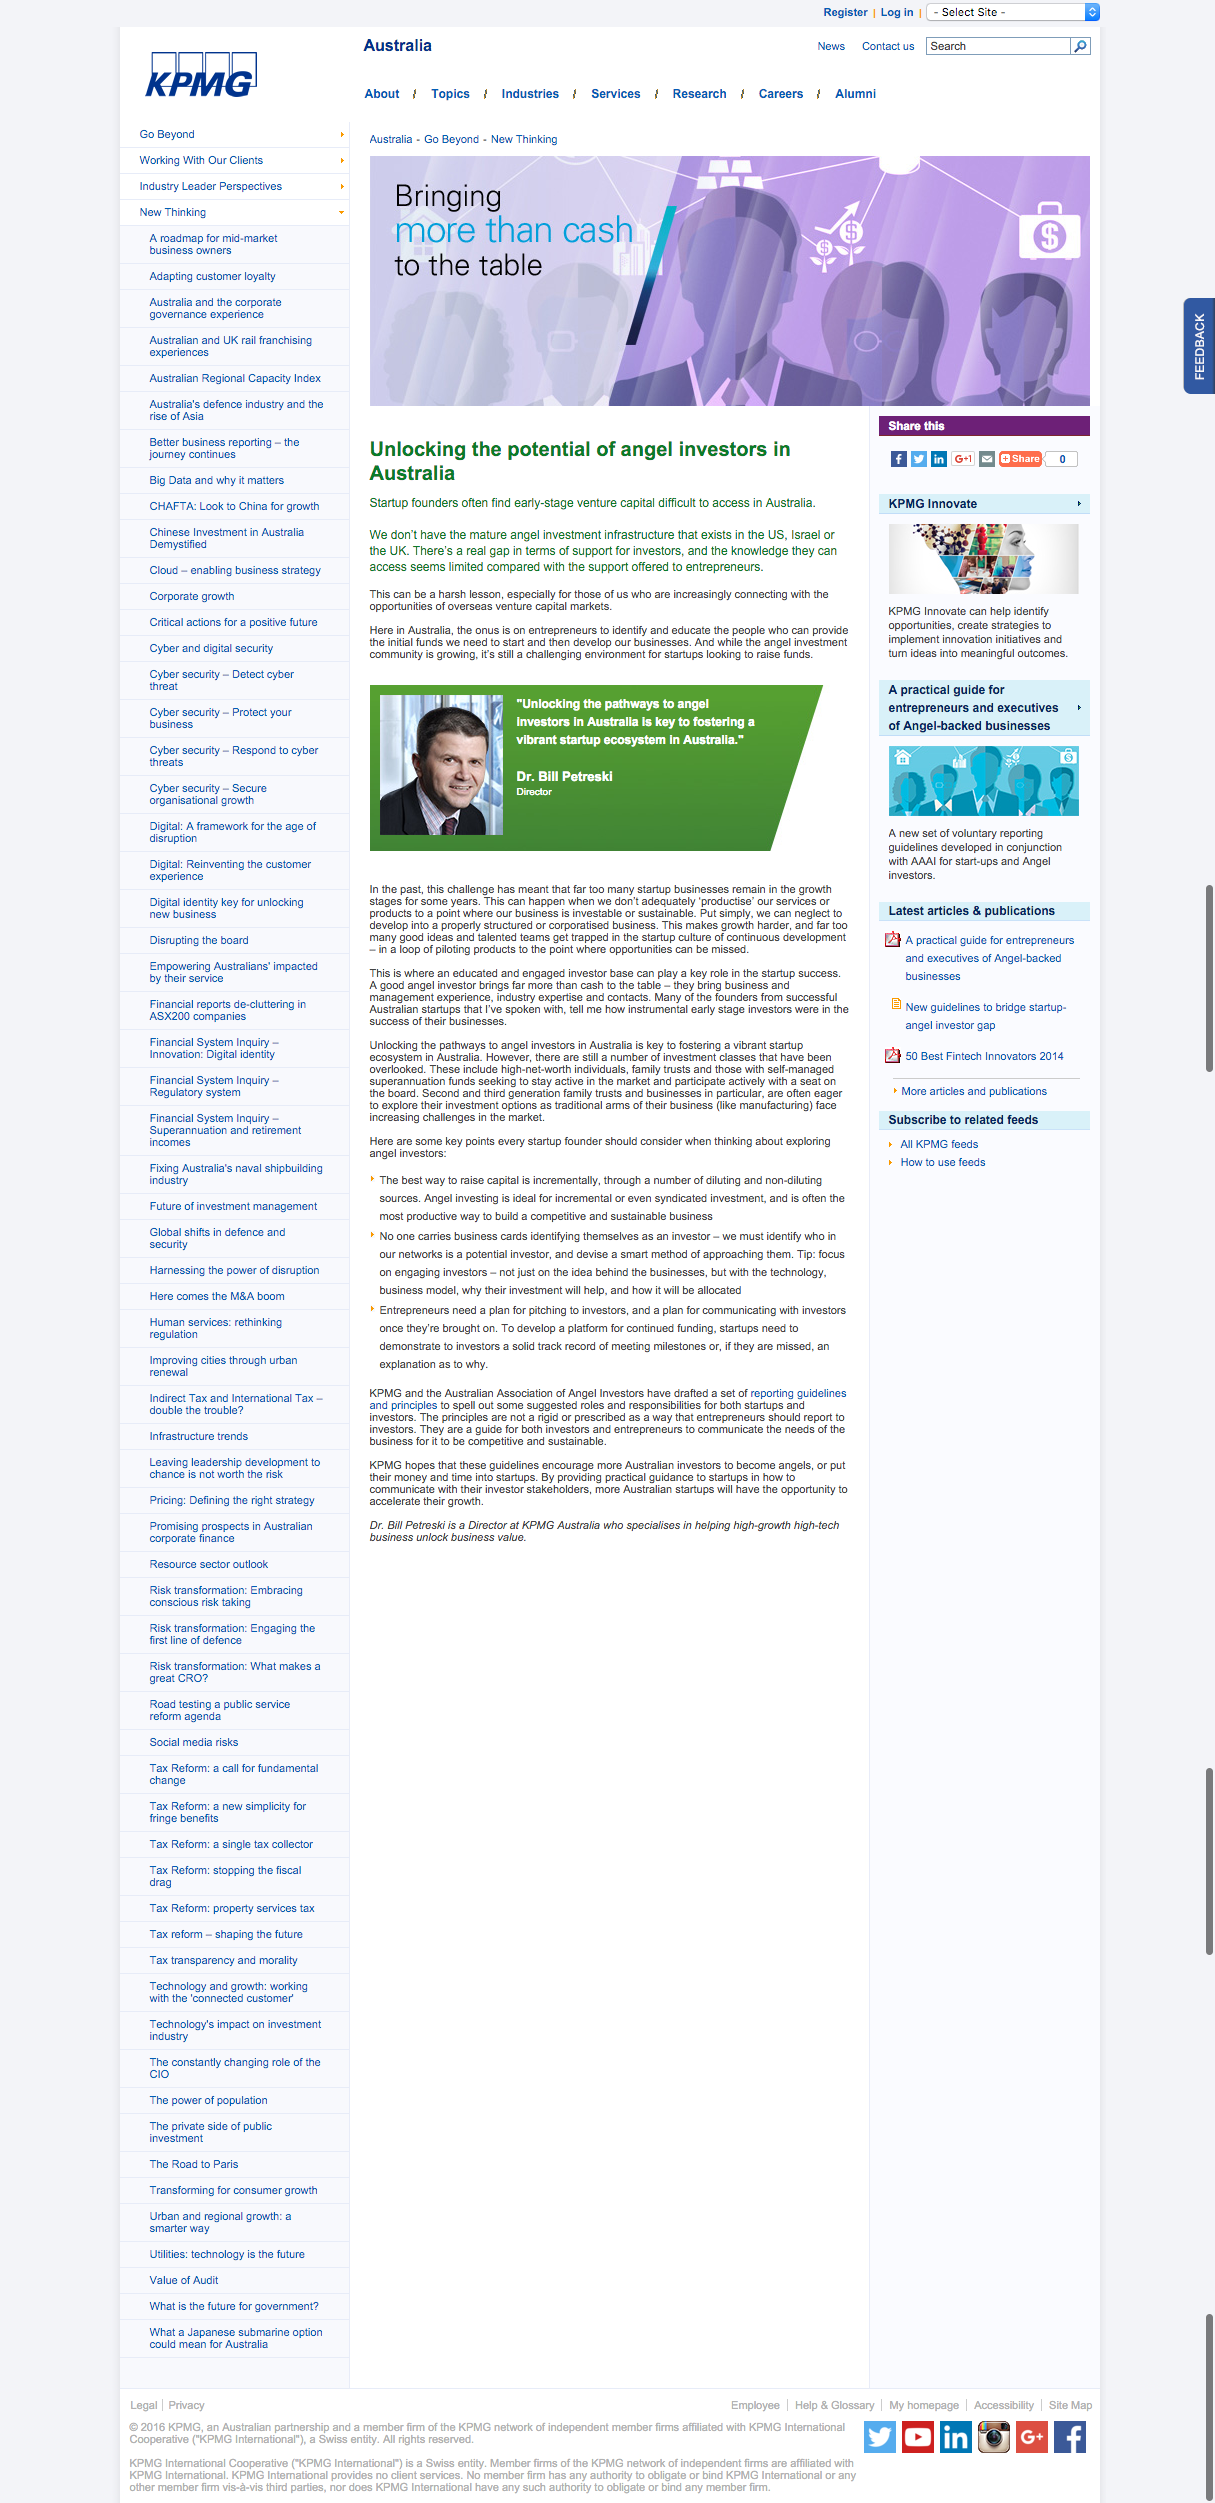 Register | Log in | - Select Site -
KPMG
Australia
News Contact us Search
About / Topics / Industries / Services / Research / Careers / Alumni
Go Beyond
Working With Our Clients
Industry Leader Perspectives
New Thinking
A roadmap for mid-market
business owners
Adapting customer loyalty
Australia and the corporate
governance experience
Australian and UK rail franchising
experiences
Australian Regional Capacity Index
Australia's defence industry and the
rise of Asia
Better business reporting – the
journey continues
Big Data and why it matters
CHAFTA: Look to China for growth
Chinese Investment in Australia
Demystified
Cloud – enabling business strategy
Corporate growth
Critical actions for a positive future
Cyber and digital security
Cyber security – Detect cyber
threat
Cyber security – Protect your
business
Cyber security – Respond to cyber
threats
Cyber security – Secure
organisational growth
Digital: A framework for the age of
disruption
Digital: Reinventing the customer
experience
Digital identity key for unlocking
new business
Disrupting the board
Empowering Australians' impacted
by their service
Financial reports de-cluttering in
ASX200 companies
Financial System Inquiry –
Innovation: Digital identity
Financial System Inquiry –
Regulatory system
Financial System Inquiry –
Superannuation and retirement
incomes
Fixing Australia's naval shipbuilding
industry
Future of investment management
Global shifts in defence and
security
Harnessing the power of disruption
Here comes the M&A boom
Human services: rethinking
regulation
Improving cities through urban
renewal
Indirect Tax and International Tax –
double the trouble?
Infrastructure trends
Leaving leadership development to
chance is not worth the risk
Pricing: Defining the right strategy
Promising prospects in Australian
corporate finance
Resource sector outlook
Risk transformation: Embracing
conscious risk taking
Risk transformation: Engaging the
first line of defence
Risk transformation: What makes a
great CRO?
Road testing a public service
reform agenda
Social media risks
Tax Reform: a call for fundamental
change
Tax Reform: a new simplicity for
fringe benefits
Tax Reform: a single tax collector
Tax Reform: stopping the fiscal
drag
Tax Reform: property services tax
Tax reform – shaping the future
Tax transparency and morality
Technology and growth: working
with the 'connected customer'
Technology's impact on investment
industry
The constantly changing role of the
CIO
The power of population
The private side of public
investment
The Road to Paris
Transforming for consumer growth
Urban and regional growth: a
smarter way
Utilities: technology is the future
Value of Audit
What is the future for government?
What a Japanese submarine option
could mean for Australia
Australia - Go Beyond - New Thinking
Bringing
more than cash
to the table
Unlocking the potential of angel investors in
Australia
Startup founders often find early-stage venture capital difficult to access in Australia.
We don't have the mature angel investment infrastructure that exists in the US, Israel or
the UK. There's a real gap in terms of support for investors, and the knowledge they can
access seems limited compared with the support offered to entrepreneurs.
This can be a harsh lesson, especially for those of us who are increasingly connecting with the
opportunities of overseas venture capital markets.
Here in Australia, the onus is on entrepreneurs to identify and educate the people who can provide
the initial funds we need to start and then develop our businesses. And while the angel investment
community is growing, it's still a challenging environment for startups looking to raise funds.
"Unlocking the pathways to angel
investors in Australia is key to fostering a
vibrant startup ecosystem in Australia."
Dr. Bill Petreski
Director
In the past, this challenge has meant that far too many startup businesses remain in the growth
stages for some years. This can happen when we don't adequately 'productise' our services or
products to a point where our business is investable or sustainable. Put simply, we can neglect to
develop into a properly structured or corporatised business. This makes growth harder, and far too
many good ideas and talented teams get trapped in the startup culture of continuous development
– in a loop of piloting products to the point where opportunities can be missed.
This is where an educated and engaged investor base can play a key role in the startup success.
A good angel investor brings far more than cash to the table – they bring business and
management experience, industry expertise and contacts. Many of the founders from successful
Australian startups that I've spoken with, tell me how instrumental early stage investors were in the
success of their businesses.
Unlocking the pathways to angel investors in Australia is key to fostering a vibrant startup
ecosystem in Australia. However, there are still a number of investment classes that have been
overlooked. These include high-net-worth individuals, family trusts and those with self-managed
superannuation funds seeking to stay active in the market and participate actively with a seat on
the board. Second and third generation family trusts and businesses in particular, are often eager
to explore their investment options as traditional arms of their business (like manufacturing) face
increasing challenges in the market.
Here are some key points every startup founder should consider when thinking about exploring
angel investors:
The best way to raise capital is incrementally, through a number of diluting and non-diluting
sources. Angel investing is ideal for incremental or even syndicated investment, and is often the
most productive way to build a competitive and sustainable business
No one carries business cards identifying themselves as an investor – we must identify who in
our networks is a potential investor, and devise a smart method of approaching them. Tip: focus
on engaging investors – not just on the idea behind the businesses, but with the technology,
business model, why their investment will help, and how it will be allocated
Entrepreneurs need a plan for pitching to investors, and a plan for communicating with investors
once they're brought on. To develop a platform for continued funding, startups need to
demonstrate to investors a solid track record of meeting milestones or, if they are missed, an
explanation as to why.
KPMG and the Australian Association of Angel Investors have drafted a set of reporting guidelines
and principles to spell out some suggested roles and responsibilities for both startups and
investors. The principles are not a rigid or prescribed as a way that entrepreneurs should report to
investors. They are a guide for both investors and entrepreneurs to communicate the needs of the
business for it to be competitive and sustainable.
KPMG hopes that these guidelines encourage more Australian investors to become angels, or put
their money and time into startups. By providing practical guidance to startups in how to
communicate with their investor stakeholders, more Australian startups will have the opportunity to
accelerate their growth.
Dr. Bill Petreski is a Director at KPMG Australia who specialises in helping high-growth high-tech
business unlock business value.
Share this
G+1 Share 0
KPMG Innovate
KPMG Innovate can help identify
opportunities, create strategies to
implement innovation initiatives and
turn ideas into meaningful outcomes.
A practical guide for
entrepreneurs and executives
of Angel-backed businesses
A new set of voluntary reporting
guidelines developed in conjunction
with AAAI for start-ups and Angel
investors.
Latest articles & publications
A practical guide for entrepreneurs
and executives of Angel-backed
businesses
New guidelines to bridge startup-
angel investor gap
50 Best Fintech Innovators 2014
More articles and publications
Subscribe to related feeds
All KPMG feeds
How to use feeds
FEEDBACK
Legal | Privacy
Employee | Help & Glossary | My homepage | Accessibility | Site Map
© 2016 KPMG, an Australian partnership and a member firm of the KPMG network of independent member firms affiliated with KPMG International
Cooperative ("KPMG International"), a Swiss entity. All rights reserved.
KPMG International Cooperative ("KPMG International") is a Swiss entity. Member firms of the KPMG network of independent firms are affiliated with
KPMG International. KPMG International provides no client services. No member firm has any authority to obligate or bind KPMG International or any
other member firm vis-à-vis third parties, nor does KPMG International have any such authority to obligate or bind any member firm.